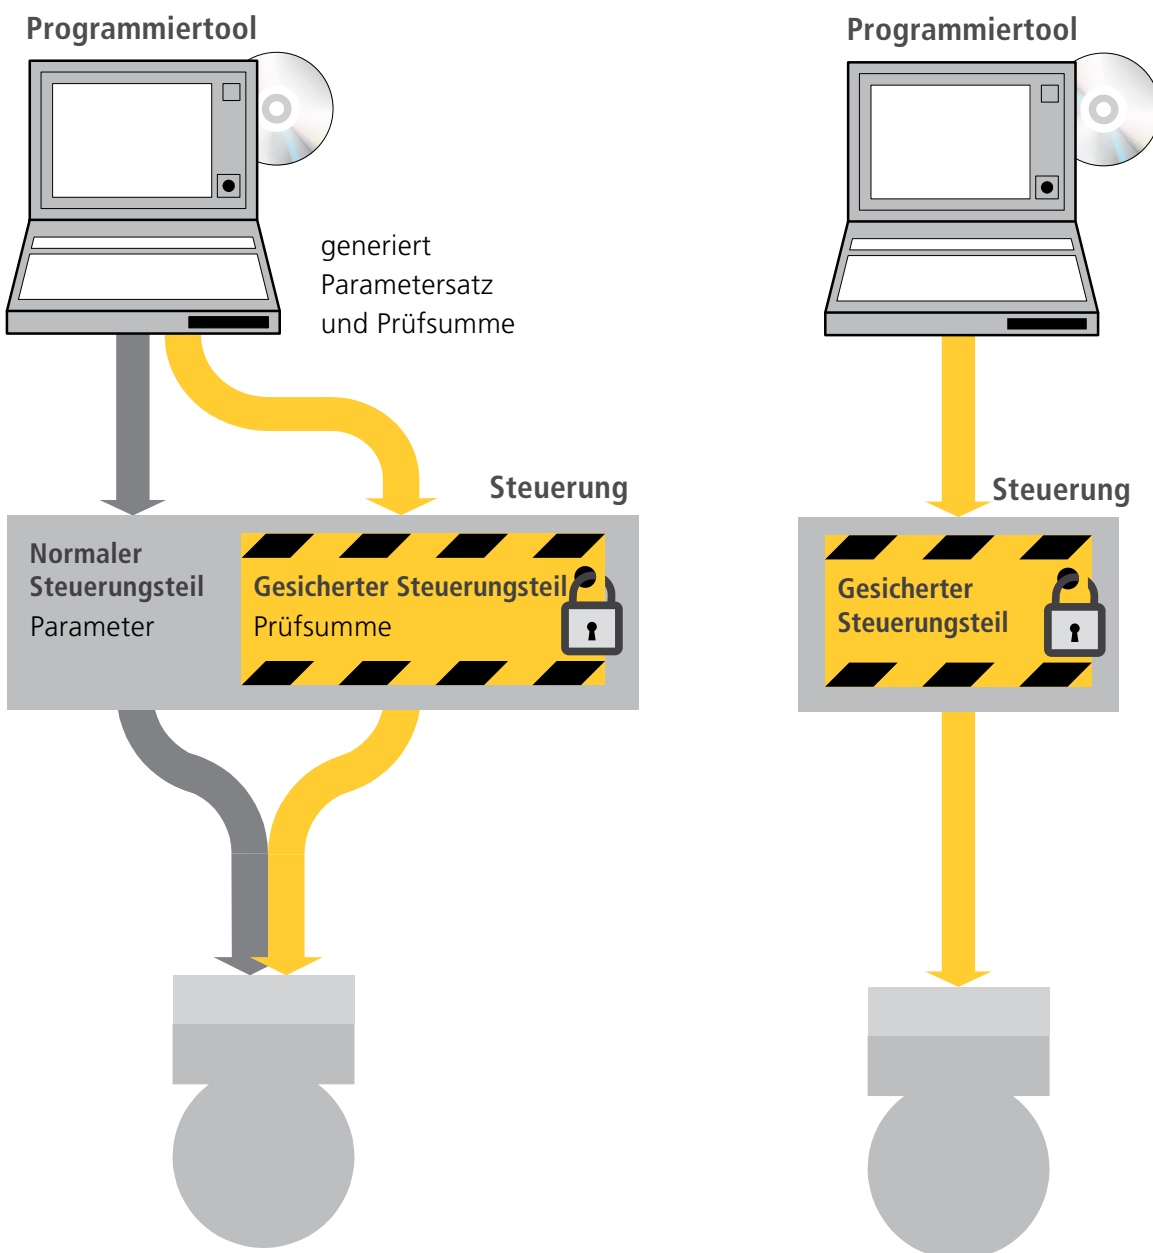 Programmiertool
generiert
Parametersatz
und Prüfsumme
Steuerung
Normaler
Steuerungsteil
Parameter
Gesicherter Steuerungsteil
Prüfsumme
Programmiertool
Steuerung
Gesicherter
Steuerungsteil